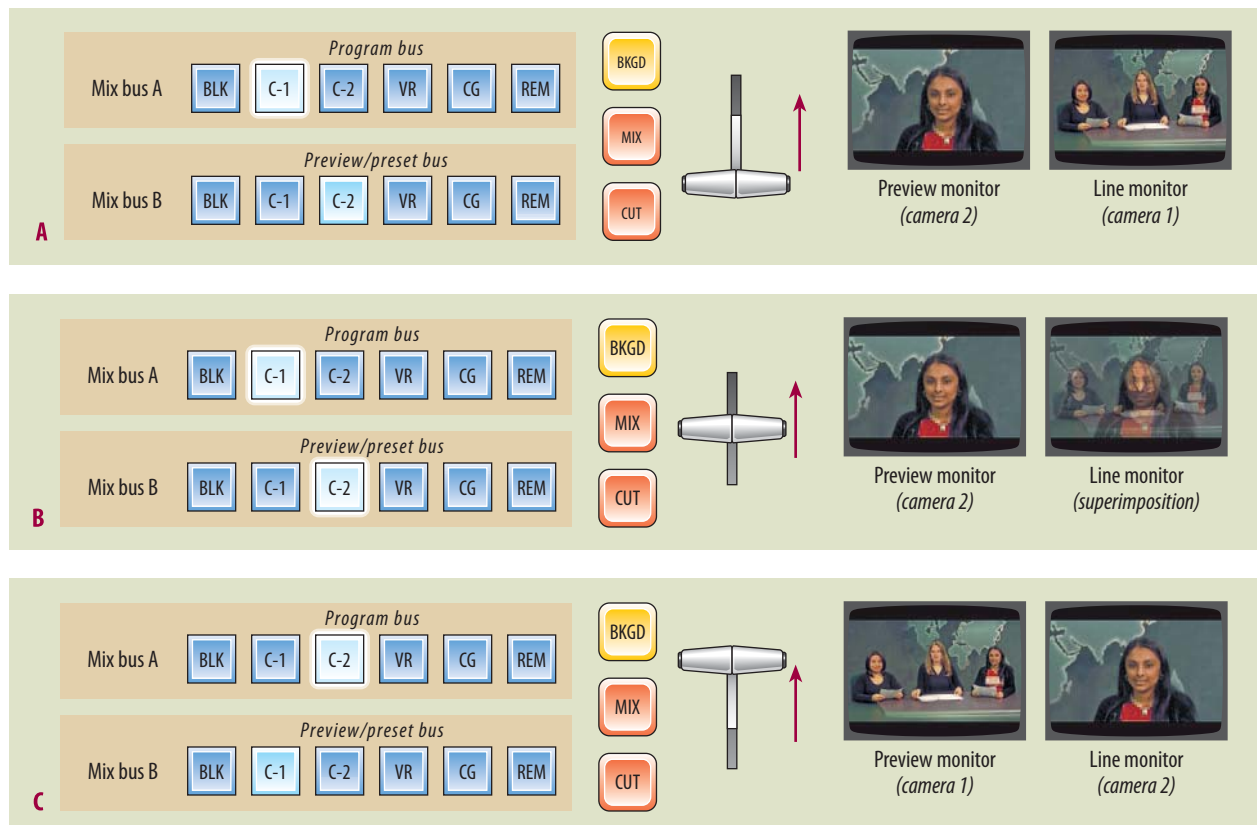 Program bus
Mix bus A
BLK
C-1
C-2
VR
CG
REM
Preview/preset bus
Mix bus B
BLK
C-1
C-2
VR
CG
REM
A
BKGD
MIX
CUT
Preview monitor
(camera 2)
Line monitor
(camera 1)
Program bus
Mix bus A
BLK
C-1
C-2
VR
CG
REM
Preview/preset bus
Mix bus B
BLK
C-1
C-2
VR
CG
REM
B
BKGD
MIX
CUT
Preview monitor
(camera 2)
Line monitor
(superimposition)
Program bus
Mix bus A
BLK
C-1
C-2
VR
CG
REM
Preview/preset bus
Mix bus B
BLK
C-1
C-2
VR
CG
REM
C
BKGD
MIX
CUT
Preview monitor
(camera 1)
Line monitor
(camera 2)